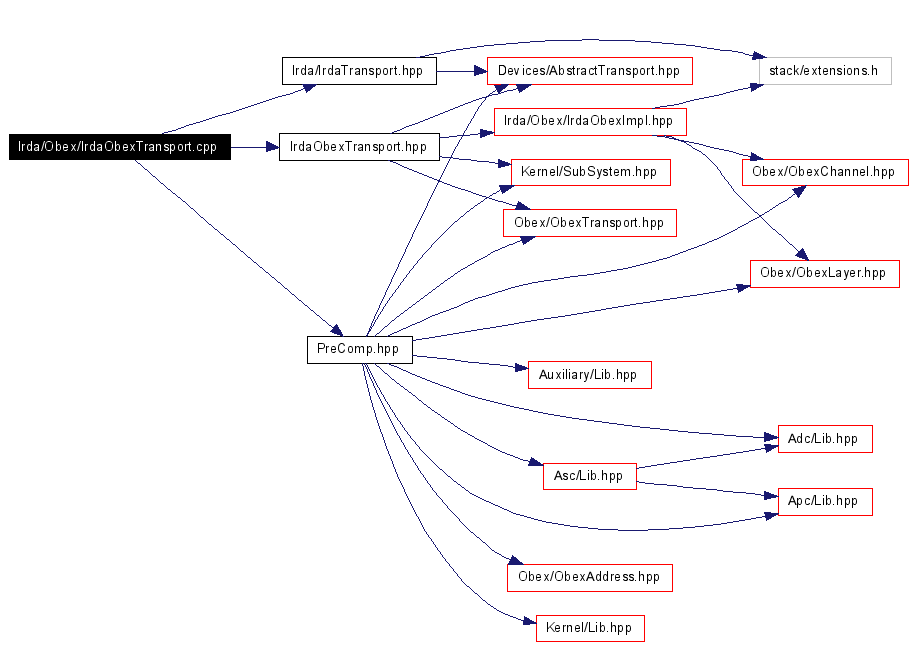 Irda/IrdaTransport.hpp
Devices/AbstractTransport.hpp
stack/extensions.h
Irda/Obex/IrdaObexImpl.hpp
Irda/Obex/IrdaObexTransport.cpp
IrdaObexTransport.hpp
Kernel/SubSystem.hpp
Obex/ObexChannel.hpp
Obex/ObexTransport.hpp
Obex/ObexLayer.hpp
PreComp.hpp
Auxiliary/Lib.hpp
Adc/Lib.hpp
Asc/Lib.hpp
Apc/Lib.hpp
Obex/ObexAddress.hpp
Kernel/Lib.hpp